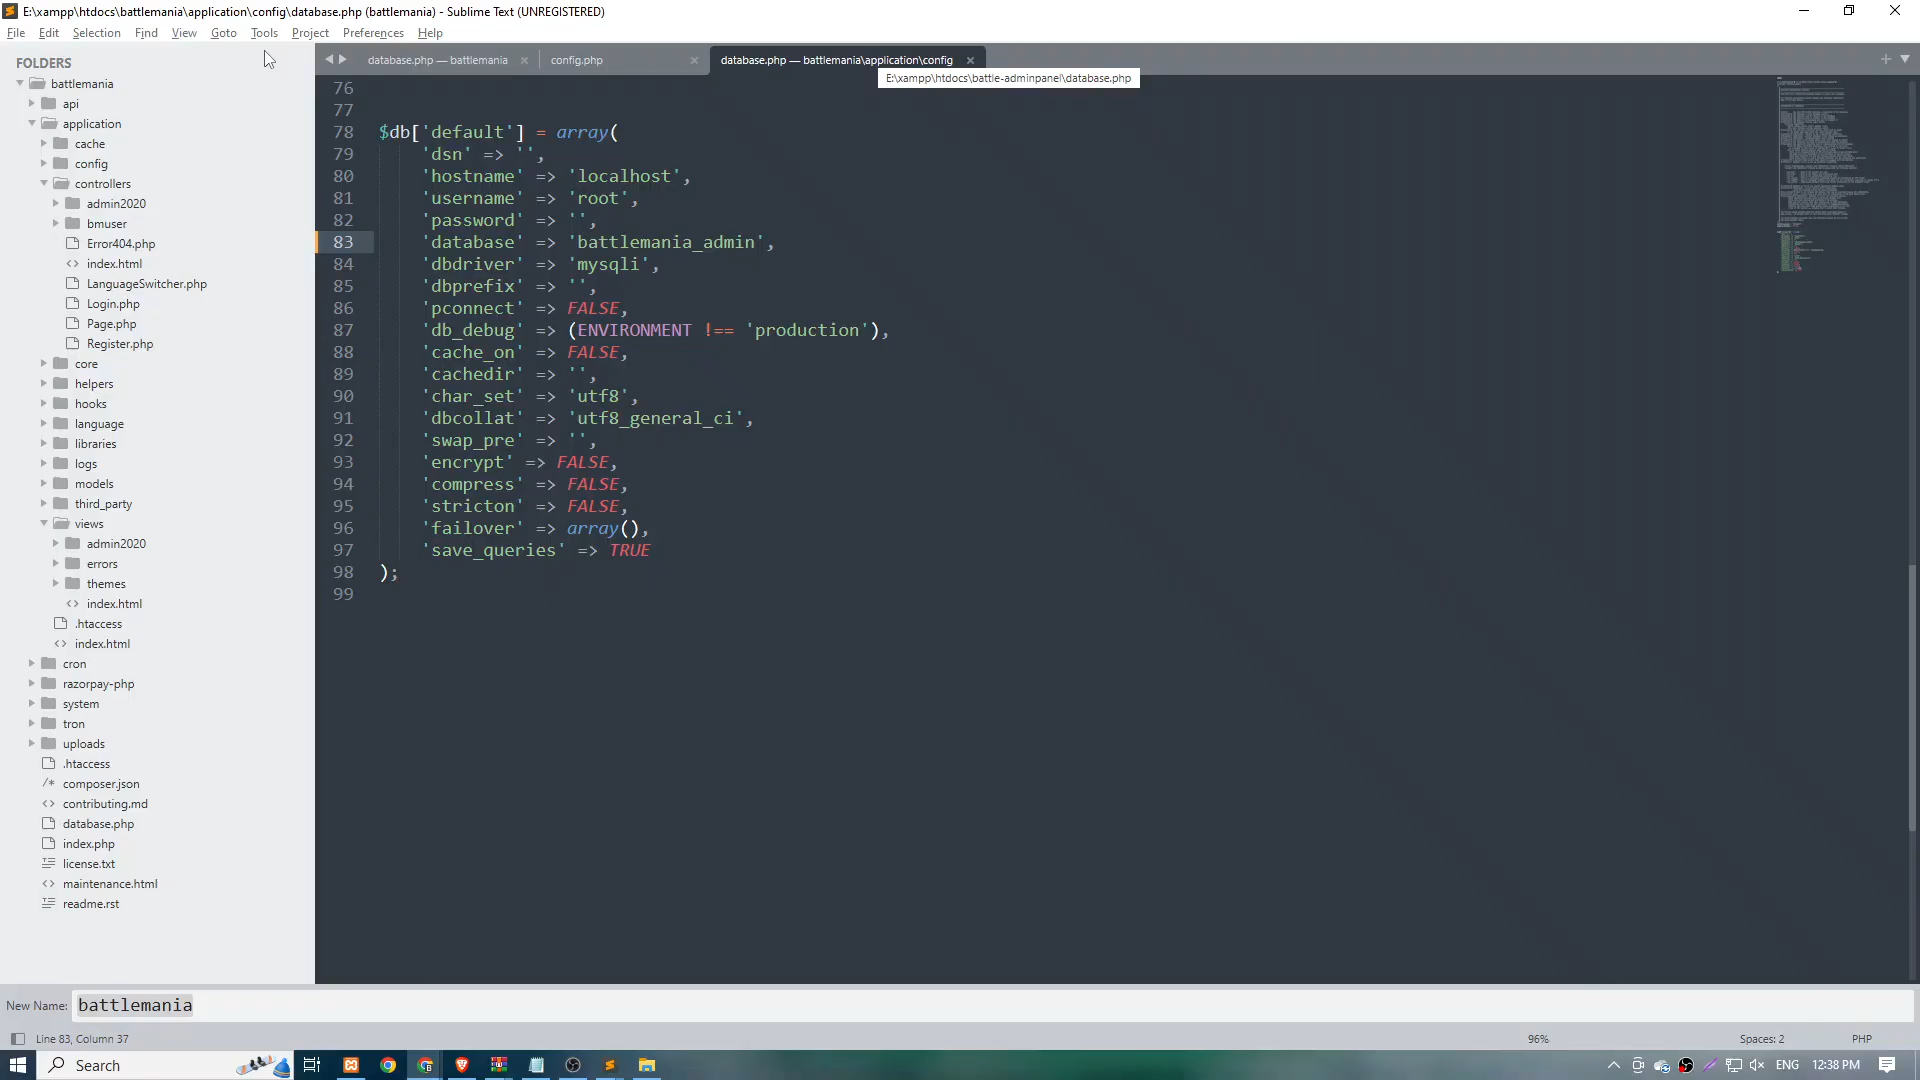 E:\xampp\htdocs\battlemania\application\config\database.php (battlemania) - Sublime Text (UNREGISTERED)
File Edit Selection Find View Goto Tools Project Preferences Help
FOLDERS
battlemania
api
application
cache
config
controllers
admin2020
bmuser
Error404.php
<> index.html
LanguageSwitcher.php
Login.php
Page.php
Register.php
core
helpers
hooks
language
libraries
logs
models
third_party
views
admin2020
errors
themes
<> index.html
.htaccess
<> index.html
cron
razorpay-php
system
tron
uploads
.htaccess
/* composer.json
<> contributing.md
database.php
index.php
license.txt
<> maintenance.html
readme.rst
database.php — battlemania × config.php × database.php — battlemania\application\config ×
E:\xampp\htdocs\battle-adminpanel\database.php
76
77
78 $db['default'] = array(
79 'dsn' => '',
80 'hostname' => 'localhost',
81 'username' => 'root',
82 'password' => '',
83 'database' => 'battlemania_admin',
84 'dbdriver' => 'mysqli',
85 'dbprefix' => '',
86 'pconnect' => FALSE,
87 'db_debug' => (ENVIRONMENT !== 'production'),
88 'cache_on' => FALSE,
89 'cachedir' => '',
90 'char_set' => 'utf8',
91 'dbcollat' => 'utf8_general_ci',
92 'swap_pre' => '',
93 'encrypt' => FALSE,
94 'compress' => FALSE,
95 'stricton' => FALSE,
96 'failover' => array(),
97 'save_queries' => TRUE
98 );
99
New Name: battlemania
Line 83, Column 37 96% Spaces: 2 PHP
Search ENG 12:38 PM